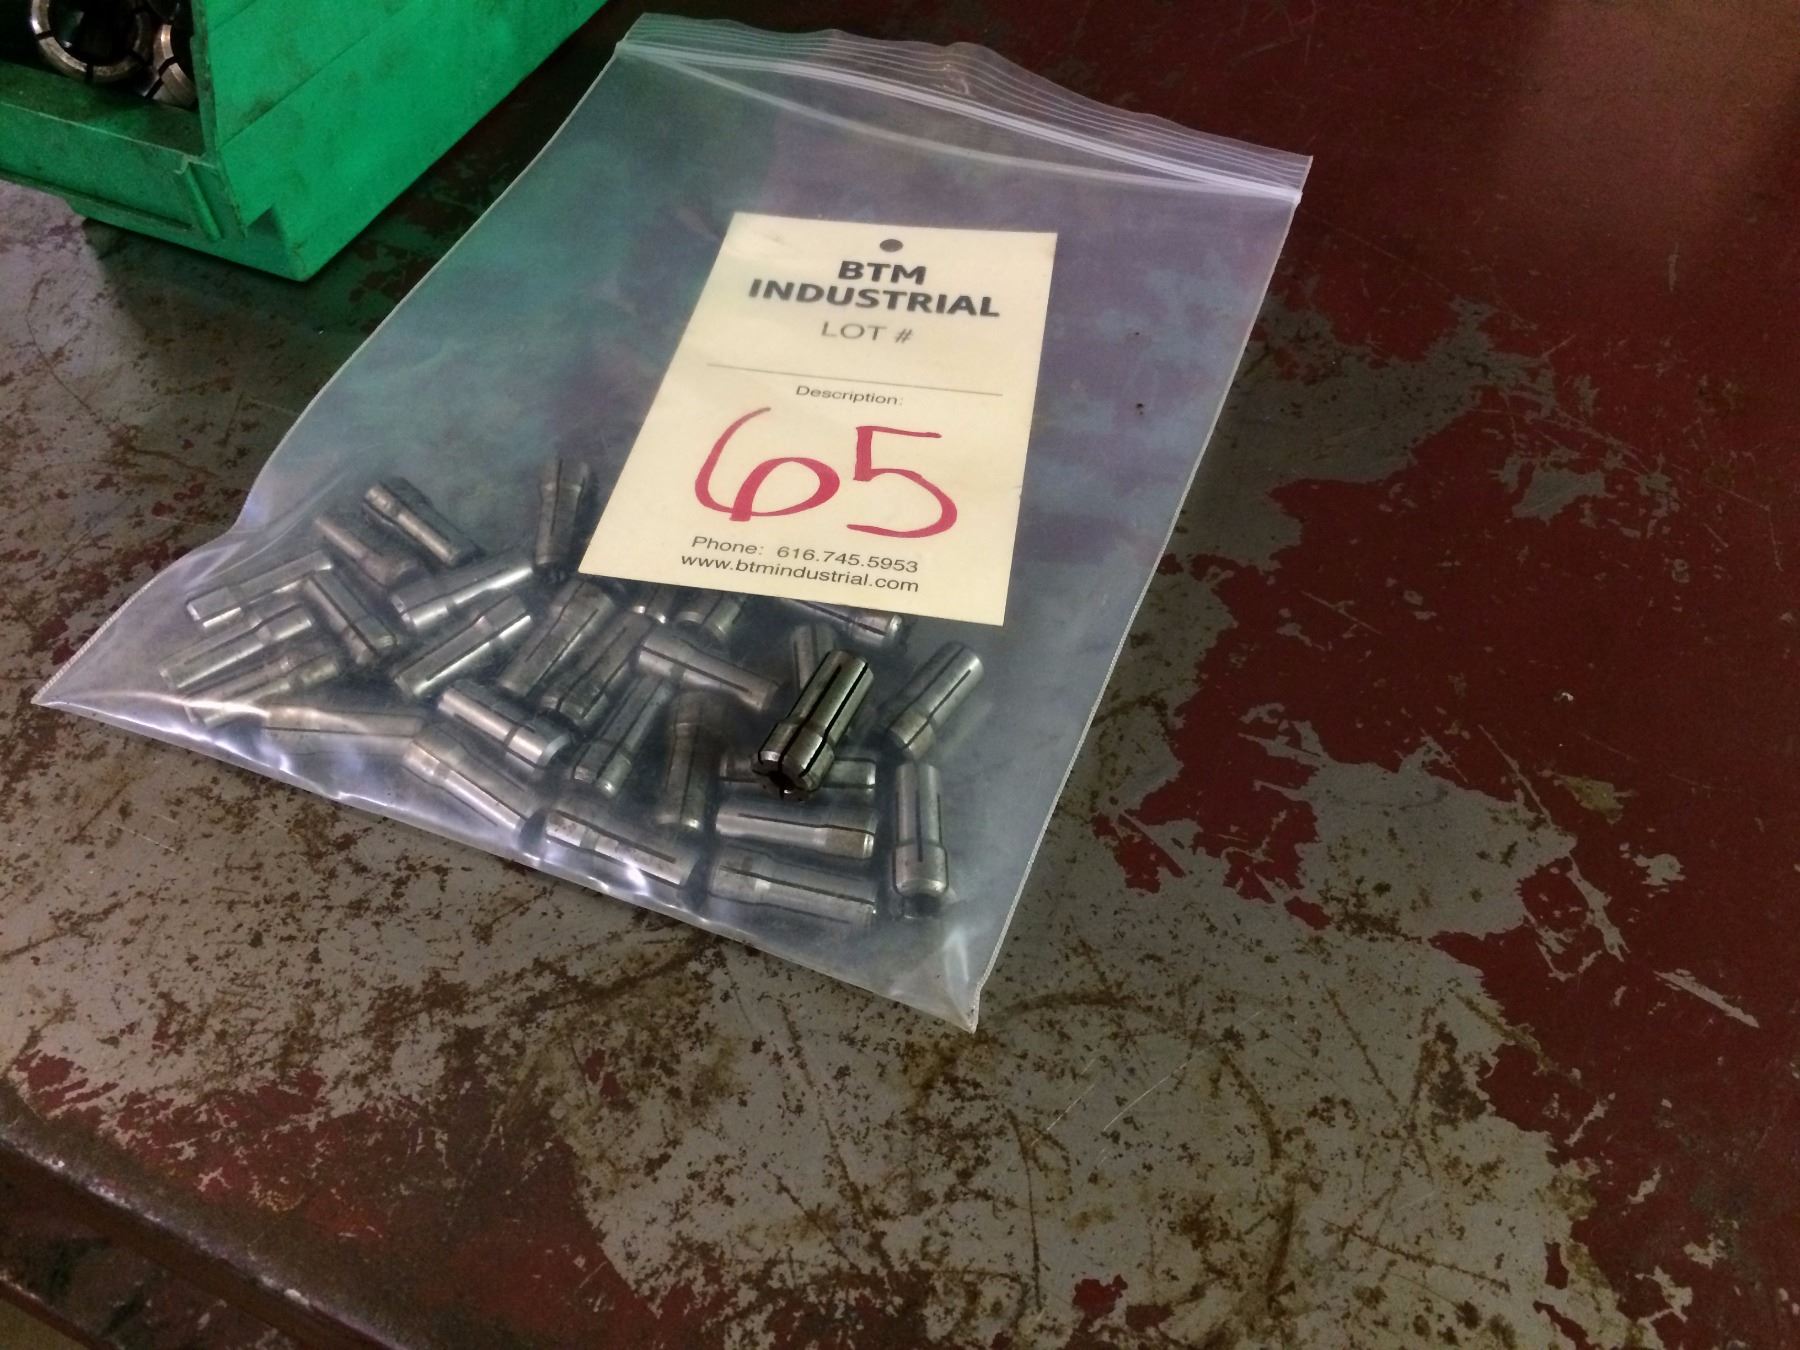 BTM
INDUSTRIAL
LOT #
Description:
65
Phone: 616.745.5953
www.btmindustrial.com